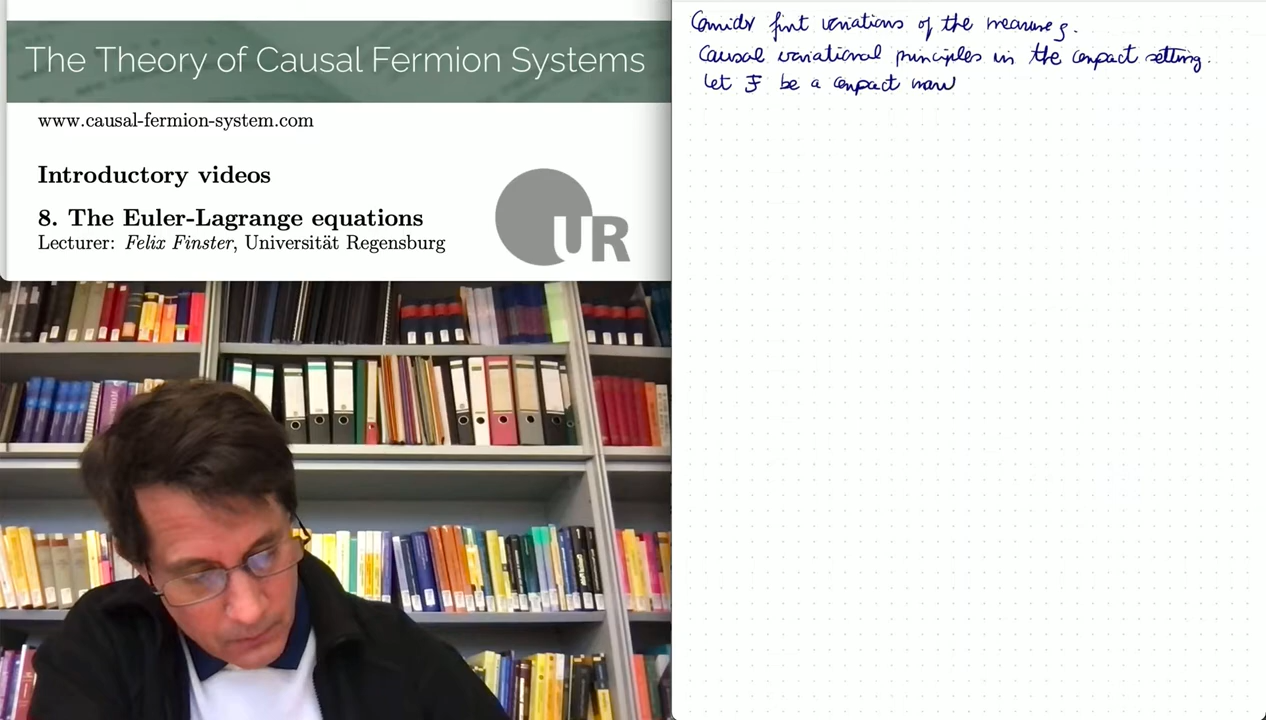 The Theory of Causal Fermion Systems
www.causal-fermion-system.com
Introductory videos
8. The Euler-Lagrange equations
Lecturer: Felix Finster, Universität Regensburg
UR
Consider first variations of the measure ρ.
Causal variational principles in the compact setting.
Let F be a compact man